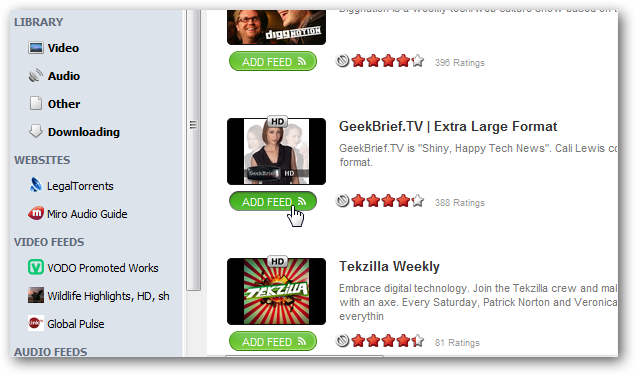 LIBRARY
Video
Audio
Other
Downloading
WEBSITES
LegalTorrents
Miro Audio Guide
VIDEO FEEDS
VODO Promoted Works
Wildlife Highlights, HD, sh
Global Pulse
AUDIO FEEDS
Diggnation is a weekly tech/web culture show based on t
diggnation
ADD FEED
396 Ratings
HD
GeekBrief HD
GeekBrief.TV | Extra Large Format
GeekBrief.TV is "Shiny, Happy Tech News". Cali Lewis co
format.
ADD FEED
388 Ratings
HD
TEKZILLA
Tekzilla Weekly
Embrace digital technology. Join the Tekzilla crew and mal
with an axe. Every Saturday, Patrick Norton and Veronica
everythin
ADD FEED
81 Ratings